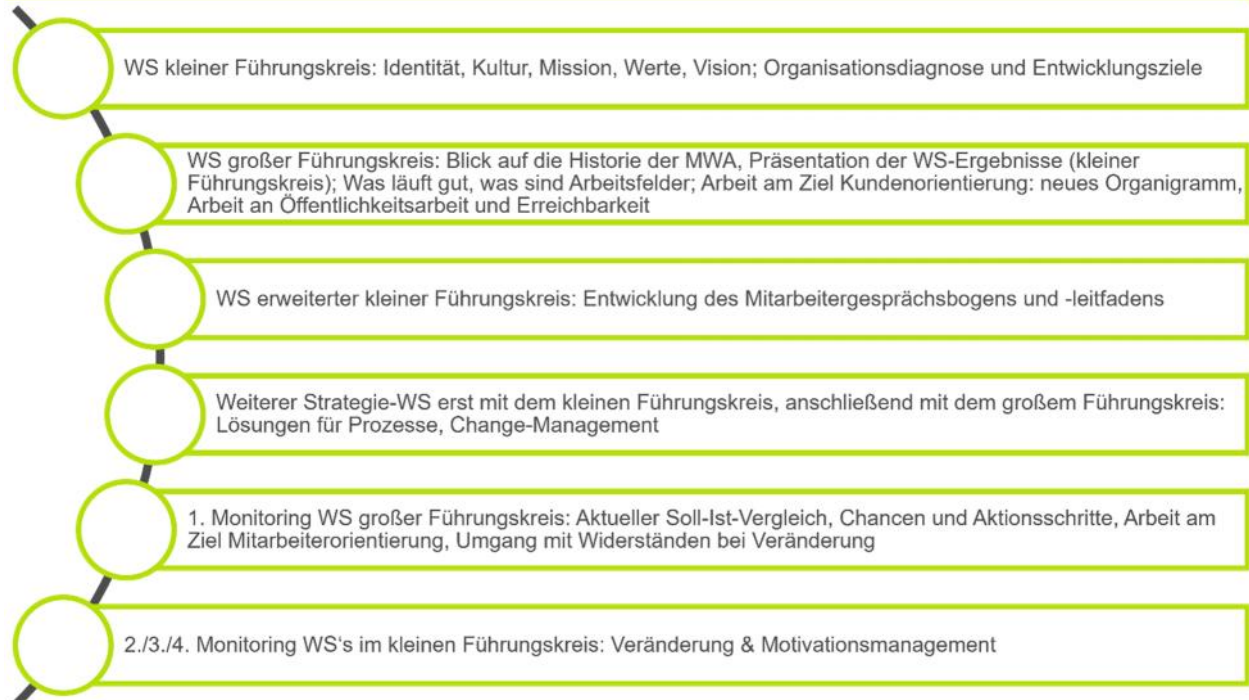 WS kleiner Führungskreis: Identität, Kultur, Mission, Werte, Vision; Organisationsdiagnose und Entwicklungsziele
WS großer Führungskreis: Blick auf die Historie der MWA, Präsentation der WS-Ergebnisse (kleiner
Führungskreis); Was läuft gut, was sind Arbeitsfelder; Arbeit am Ziel Kundenorientierung: neues Organigramm,
Arbeit an Öffentlichkeitsarbeit und Erreichbarkeit
WS erweiterter kleiner Führungskreis: Entwicklung des Mitarbeitergesprächsbogens und -leitfadens
Weiterer Strategie-WS erst mit dem kleinen Führungskreis, anschließend mit dem großem Führungskreis:
Lösungen für Prozesse, Change-Management
1. Monitoring WS großer Führungskreis: Aktueller Soll-Ist-Vergleich, Chancen und Aktionsschritte, Arbeit am
Ziel Mitarbeiterorientierung, Umgang mit Widerständen bei Veränderung
2./3./4. Monitoring WS's im kleinen Führungskreis: Veränderung & Motivationsmanagement